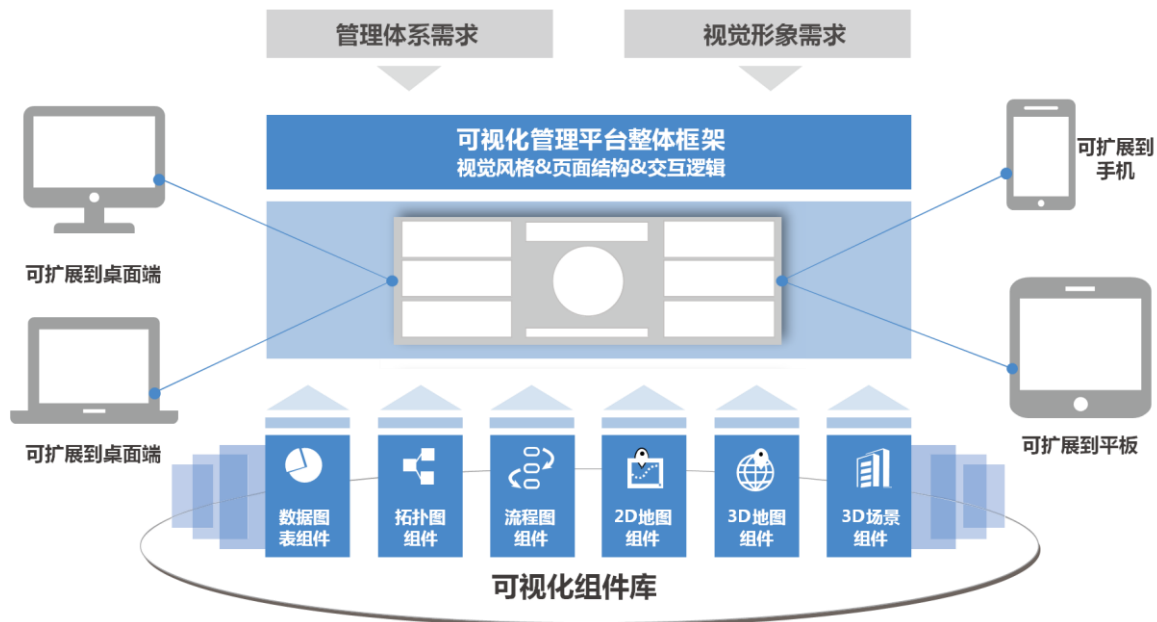 管理体系需求
视觉形象需求
可视化管理平台整体框架
视觉风格&页面结构&交互逻辑
可扩展到桌面端
可扩展到
手机
可扩展到桌面端
可扩展到平板
数据图
表组件
拓扑图
组件
流程图
组件
2D地图
组件
3D地图
组件
3D场景
组件
可视化组件库